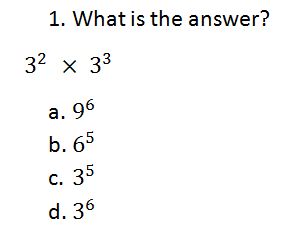 1. What is the answer?
3² × 3³
a. 9⁶
b. 6⁵
c. 3⁵
d. 3⁶